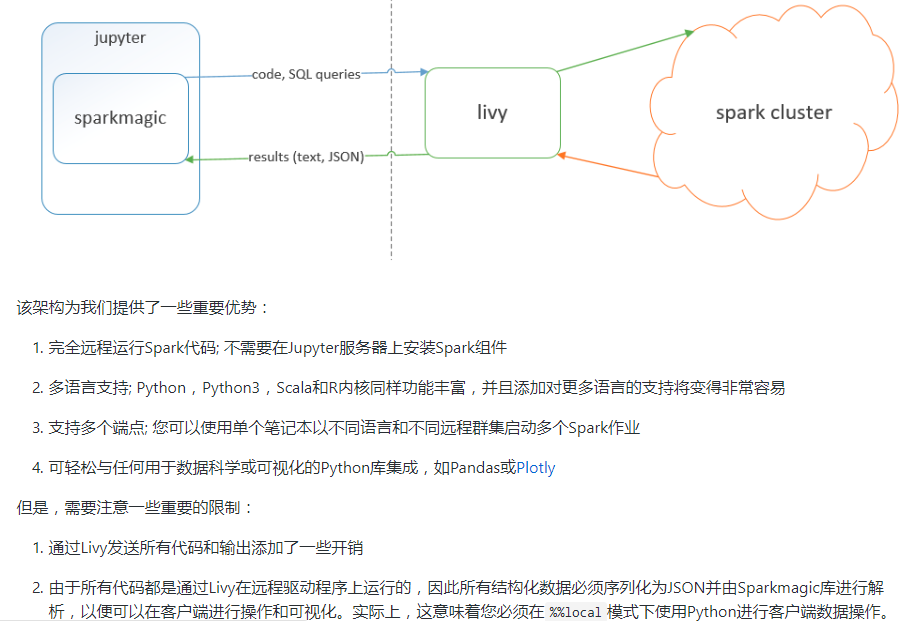 jupyter
sparkmagic
code, SQL queries
results (text, JSON)
livy
spark cluster
该架构为我们提供了一些重要优势：
1. 完全远程运行Spark代码; 不需要在Jupyter服务器上安装Spark组件
2. 多语言支持; Python，Python3，Scala和R内核同样功能丰富，并且添加对更多语言的支持将变得非常容易
3. 支持多个端点; 您可以使用单个笔记本以不同语言和不同远程群集启动多个Spark作业
4. 可轻松与任何用于数据科学或可视化的Python库集成，如Pandas或Plotly
但是，需要注意一些重要的限制：
1. 通过Livy发送所有代码和输出添加了一些开销
2. 由于所有代码都是通过Livy在远程驱动程序上运行的，因此所有结构化数据必须序列化为JSON并由Sparkmagic库进行解
析，以便可以在客户端进行操作和可视化。实际上，这意味着您必须在 %%local 模式下使用Python进行客户端数据操作。